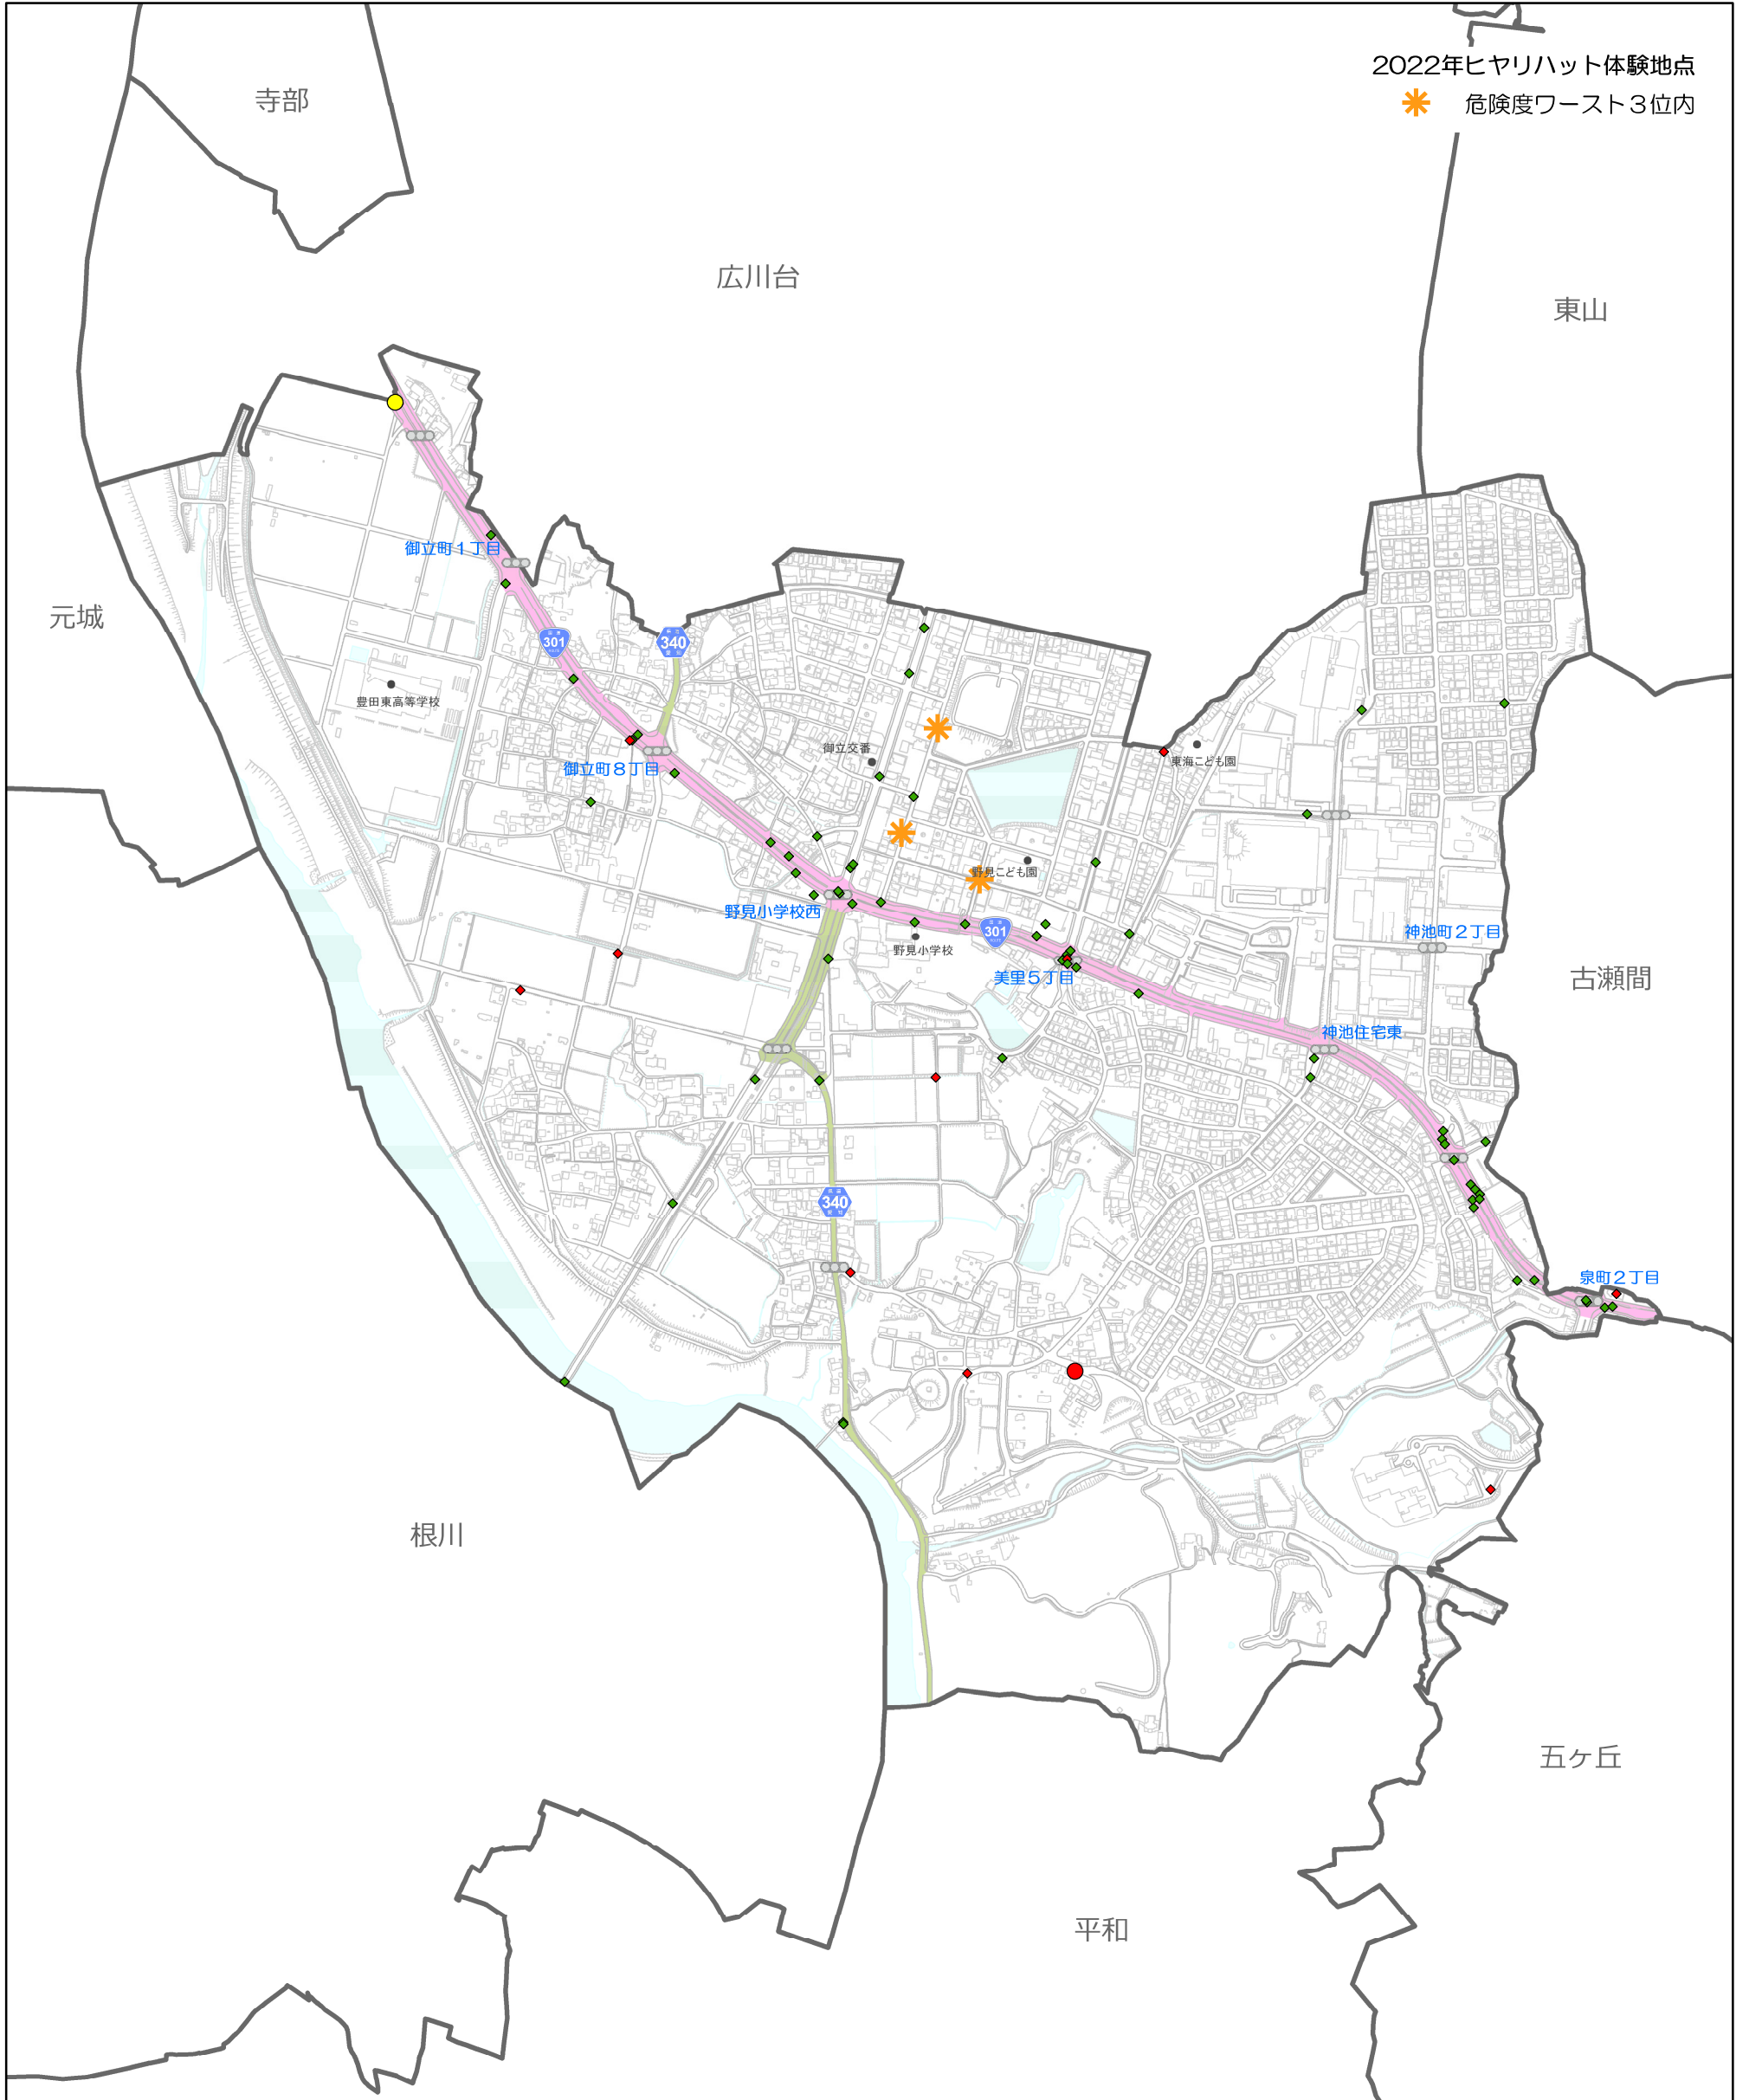 2022年ヒヤリハット体験地点
危険度ワースト３位内
寺部
広川台
東山
御立町１丁目
元城
301
340
豊田東高等学校
御立交番
東海こども園
御立町８丁目
野見こども園
野見小学校西
301
神池町２丁目
野見小学校
美里５丁目
古瀬間
神池住宅東
340
泉町２丁目
根川
五ヶ丘
平和